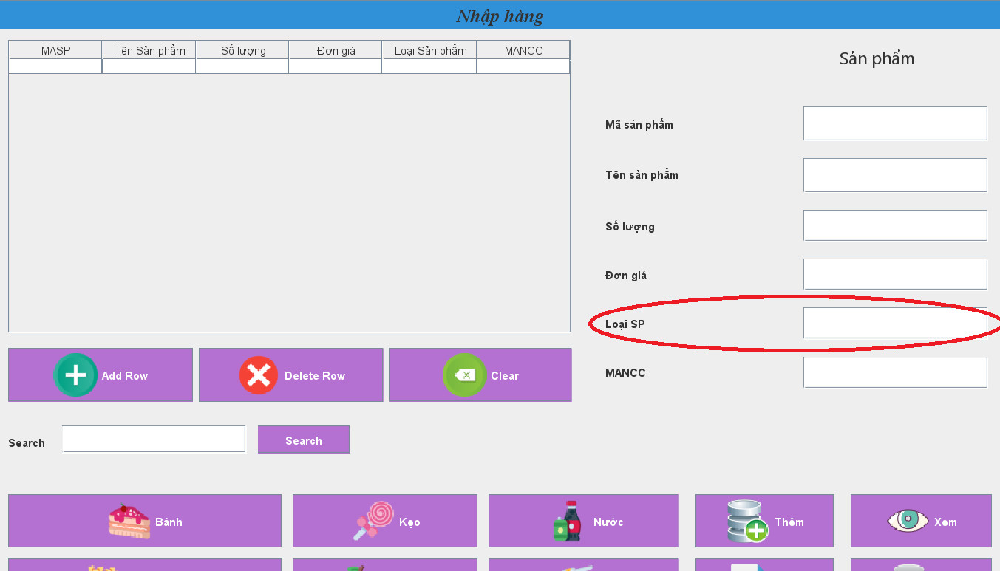 Nhập hàng
MASP Tên Sản phẩm Số lượng Đơn giá Loại Sản phẩm MANCC
Sản phẩm
Mã sản phẩm
Tên sản phẩm
Số lượng
Đơn giá
Loại SP
MANCC
Add Row Delete Row Clear
Search Search
Bánh Kẹo Nước Thêm Xem